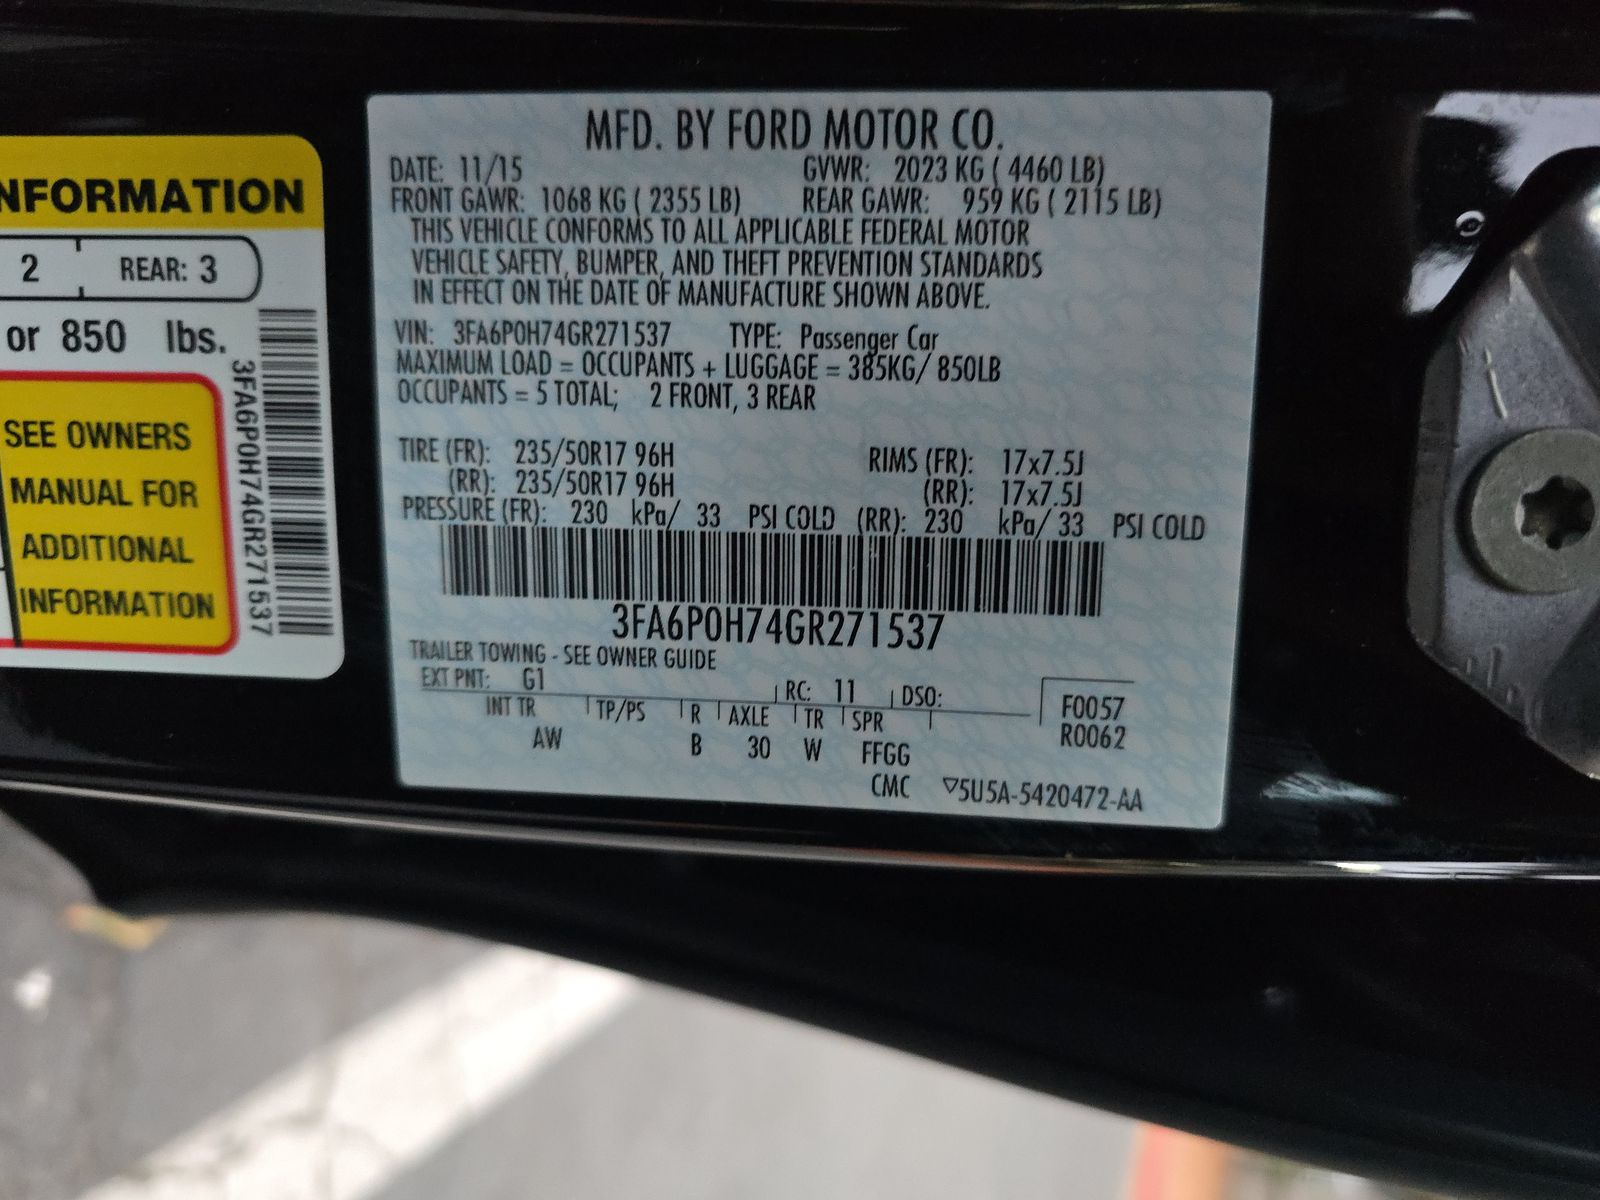 NFORMATION
2 REAR: 3
or 850 lbs.
SEE OWNERS
MANUAL FOR
ADDITIONAL
INFORMATION
3FA6P0H74GR271537
MFD. BY FORD MOTOR CO.
DATE: 11/15 GVWR: 2023 KG ( 4460 LB)
FRONT GAWR: 1068 KG ( 2355 LB) REAR GAWR: 959 KG ( 2115 LB)
THIS VEHICLE CONFORMS TO ALL APPLICABLE FEDERAL MOTOR
VEHICLE SAFETY, BUMPER, AND THEFT PREVENTION STANDARDS
IN EFFECT ON THE DATE OF MANUFACTURE SHOWN ABOVE.
VIN: 3FA6P0H74GR271537 TYPE: Passenger Car
MAXIMUM LOAD = OCCUPANTS + LUGGAGE = 385KG/ 850LB
OCCUPANTS = 5 TOTAL; 2 FRONT, 3 REAR
TIRE (FR): 235/50R17 96H RIMS (FR): 17x7.5J
(RR): 235/50R17 96H (RR): 17x7.5J
PRESSURE (FR): 230 kPa/ 33 PSI COLD (RR): 230 kPa/ 33 PSI COLD
3FA6P0H74GR271537
TRAILER TOWING - SEE OWNER GUIDE
EXT PNT: G1 RC: 11 DSO: F0057
INT TR TP/PS R AXLE TR SPR R0062
AW B 30 W FFGG
CMC ▽5U5A-5420472-AA